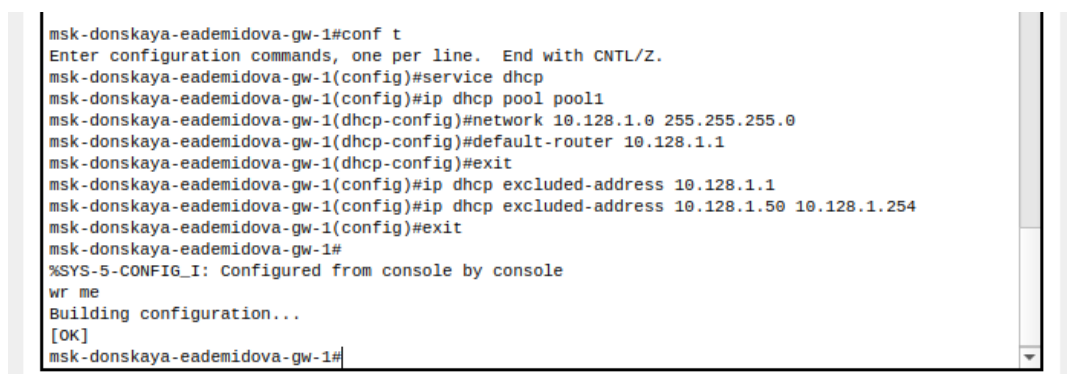 msk-donskaya-eademidova-gw-1#conf t
Enter configuration commands, one per line.  End with CNTL/Z.
msk-donskaya-eademidova-gw-1(config)#service dhcp
msk-donskaya-eademidova-gw-1(config)#ip dhcp pool pool1
msk-donskaya-eademidova-gw-1(dhcp-config)#network 10.128.1.0 255.255.255.0
msk-donskaya-eademidova-gw-1(dhcp-config)#default-router 10.128.1.1
msk-donskaya-eademidova-gw-1(dhcp-config)#exit
msk-donskaya-eademidova-gw-1(config)#ip dhcp excluded-address 10.128.1.1
msk-donskaya-eademidova-gw-1(config)#ip dhcp excluded-address 10.128.1.50 10.128.1.254
msk-donskaya-eademidova-gw-1(config)#exit
msk-donskaya-eademidova-gw-1#
%SYS-5-CONFIG_I: Configured from console by console
wr me
Building configuration...
[OK]
msk-donskaya-eademidova-gw-1#